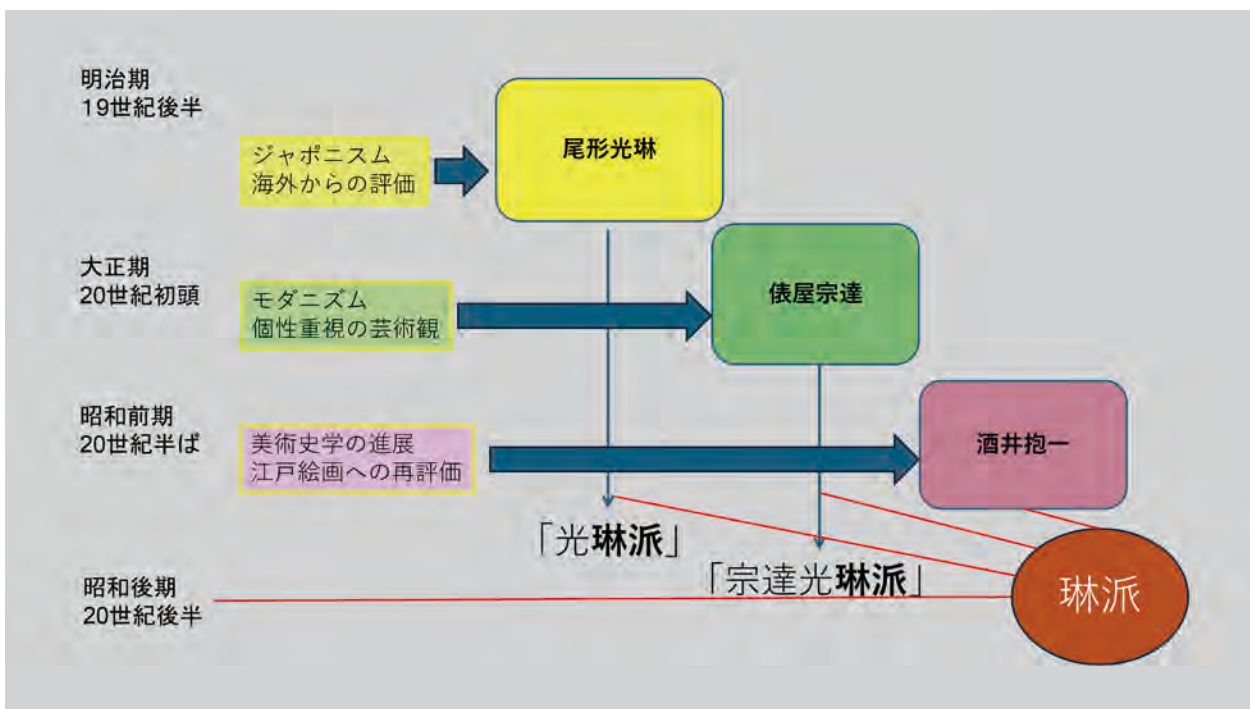 明治期
19世紀後半
ジャポニスム
海外からの評価
尾形光琳
大正期
20世紀初頭
モダニズム
個性重視の芸術観
俵屋宗達
昭和前期
20世紀半ば
美術史学の進展
江戸絵画への再評価
酒井抱一
「光琳派」
「宗達光琳派」
昭和後期
20世紀後半
琳派